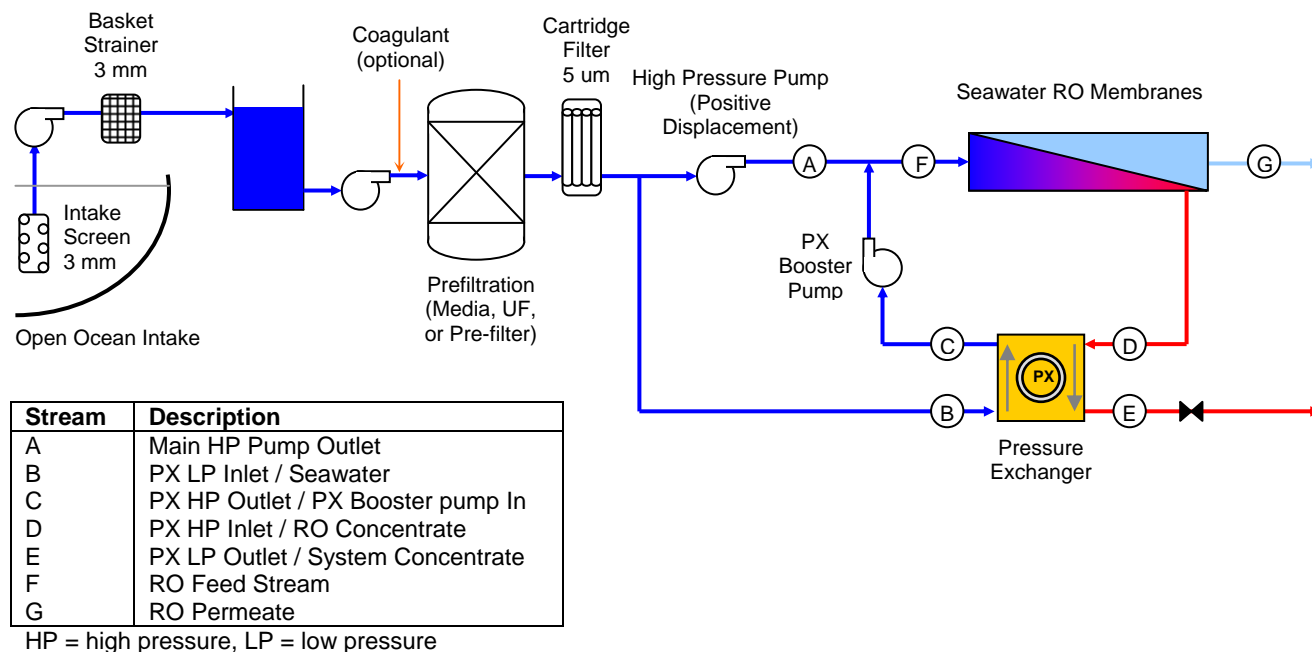 Basket
Strainer
3 mm
Coagulant
(optional)
Cartridge
Filter
5 um
High Pressure Pump
(Positive
Displacement)
Seawater RO Membranes
A
F
G
Intake
Screen
3 mm
Open Ocean Intake
Prefiltration
(Media, UF,
or Pre-filter)
PX
Booster
Pump
C
D
PX
B
E
Pressure
Exchanger
Stream Description
A Main HP Pump Outlet
B PX LP Inlet / Seawater
C PX HP Outlet / PX Booster pump In
D PX HP Inlet / RO Concentrate
E PX LP Outlet / System Concentrate
F RO Feed Stream
G RO Permeate
HP = high pressure, LP = low pressure